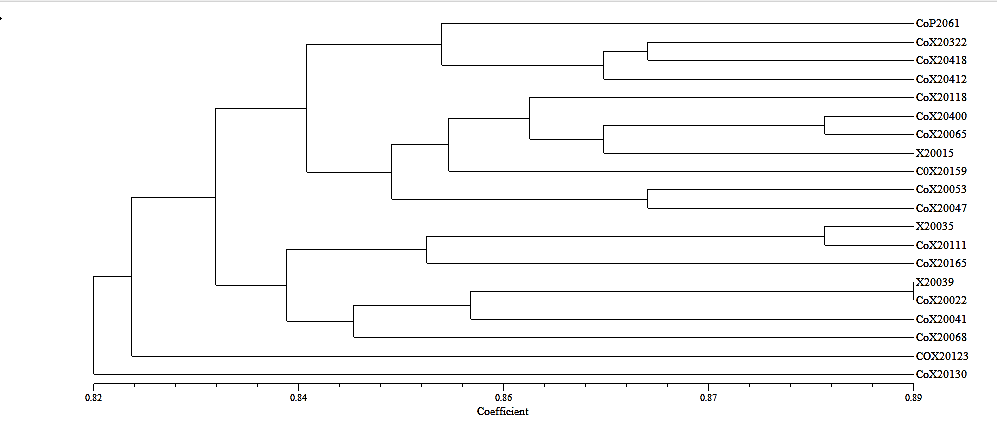 CoP2061
CoX20322
CoX20418
CoX20412
CoX20118
CoX20400
CoX20065
X20015
C0X20159
CoX20053
CoX20047
X20035
CoX20111
CoX20165
X20039
CoX20022
CoX20041
CoX20068
COX20123
CoX20130
0.82 0.84 0.85 0.87 0.89
Coefficient